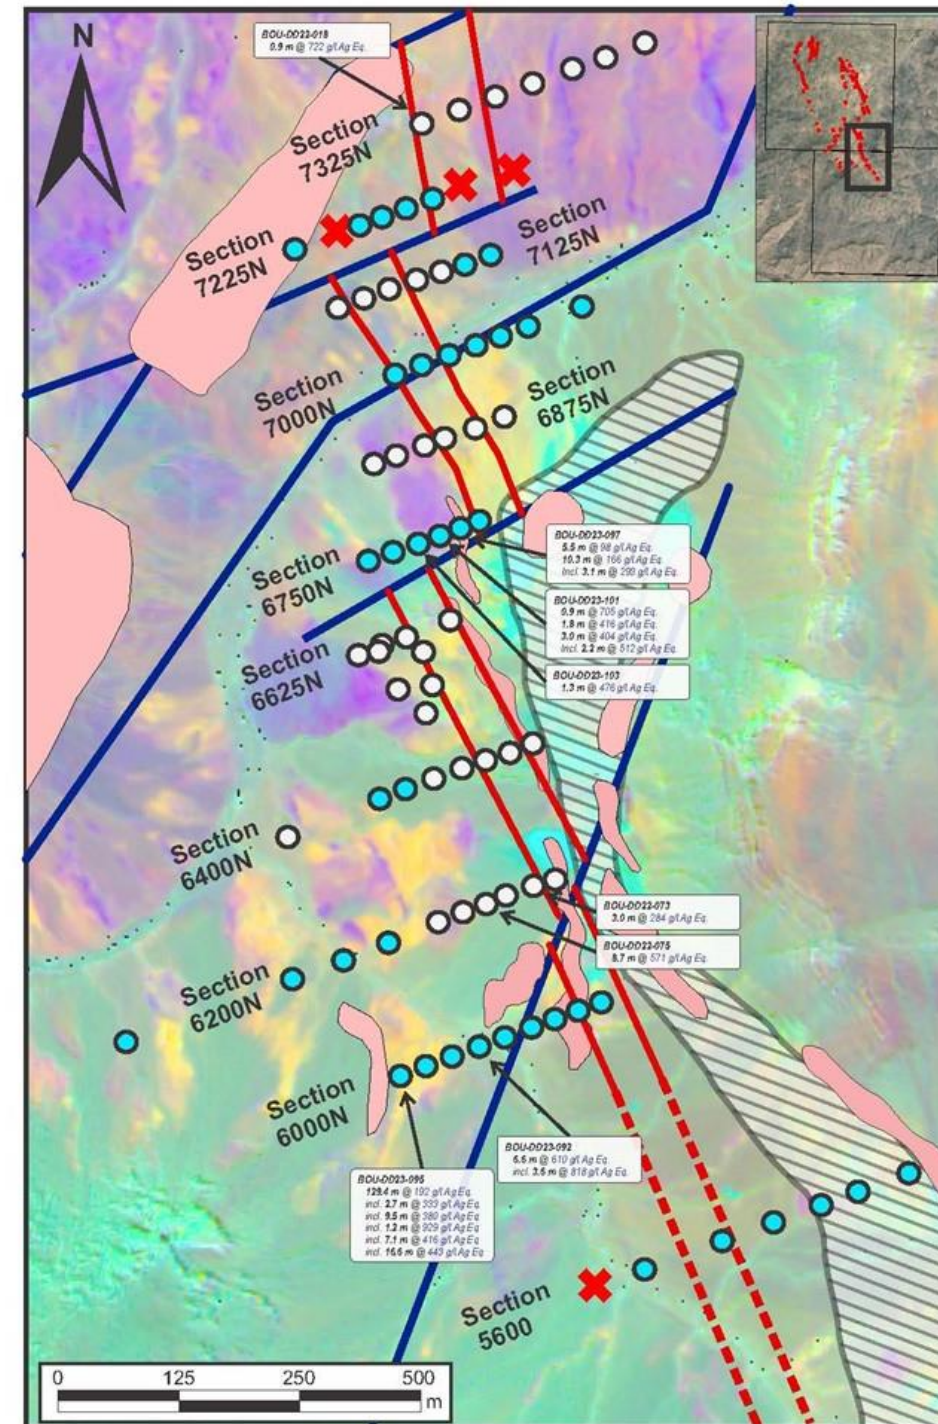 N
BOU-DD22-018
0.9 m @ 722 g/t Ag Eq.
Section
7325N
Section
7225N
Section
7125N
Section
7000N
Section
6875N
Section
6750N
BOU-DD23-097
5.5 m @ 98 g/t Ag Eq.
10.3 m @ 166 g/t Ag Eq.
Incl. 3.1 m @ 293 g/t Ag Eq.
BOU-DD23-101
0.9 m @ 705 g/t Ag Eq.
1.8 m @ 416 g/t Ag Eq.
3.0 m @ 404 g/t Ag Eq.
Incl. 2.2 m @ 512 g/t Ag Eq.
BOU-DD23-103
1.3 m @ 476 g/t Ag Eq.
Section
6625N
Section
6400N
BOU-DD22-073
3.0 m @ 284 g/t Ag Eq.
BOU-DD22-075
8.7 m @ 571 g/t Ag Eq.
Section
6200N
Section
6000N
BOU-DD23-092
6.5 m @ 610 g/t Ag Eq.
incl. 3.5 m @ 818 g/t Ag Eq.
BOU-DD23-095
129.4 m @ 192 g/t Ag Eq.
incl. 2.7 m @ 333 g/t Ag Eq.
incl. 9.5 m @ 380 g/t Ag Eq.
incl. 1.2 m @ 929 g/t Ag Eq.
incl. 7.1 m @ 416 g/t Ag Eq.
incl. 16.6 m @ 443 g/t Ag Eq.
Section
5600
0 125 250 500
m